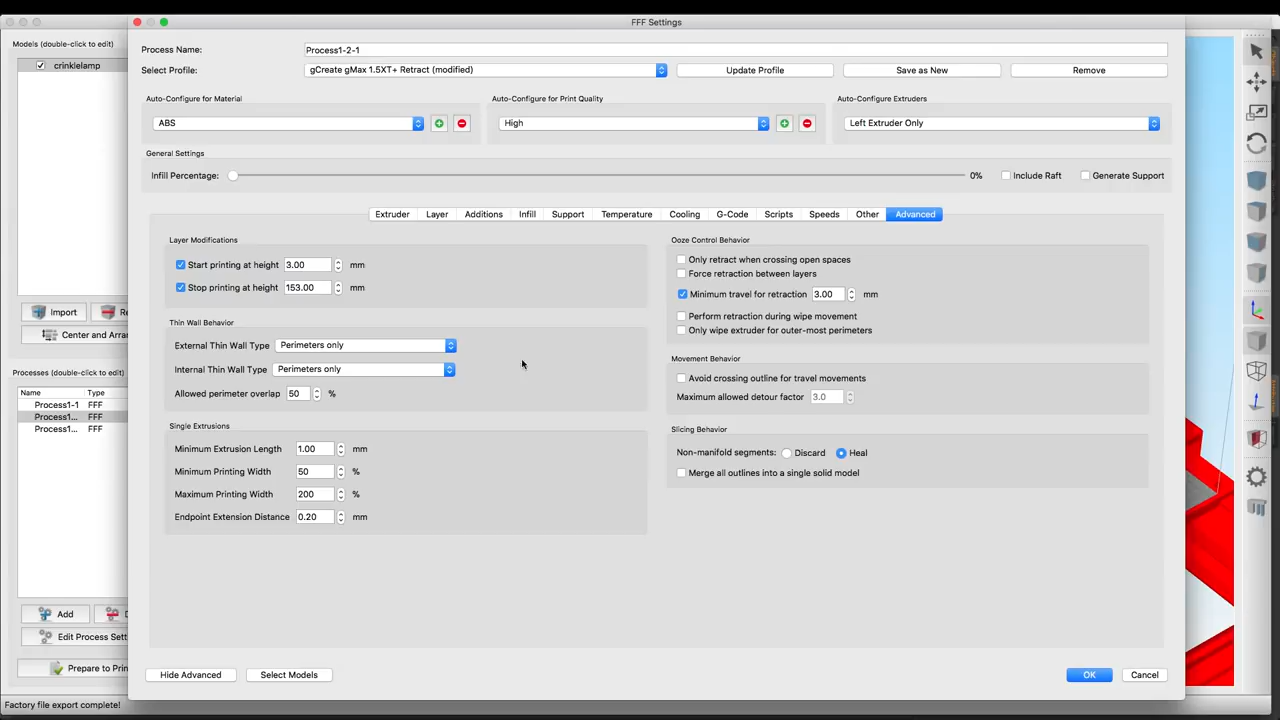 FFF Settings
Models (double-click to edit)
crinklelamp
Import
Re
Center and Arra
Processes (double-click to edit)
Name Type
Process1-1 FFF
Process1... FFF
Process1... FFF
Add
Edit Process Sett
Prepare to Prin
Factory file export complete!
Process Name: Process1-2-1
Select Profile: gCreate gMax 1.5XT+ Retract (modified) Update Profile Save as New Remove
Auto-Configure for Material Auto-Configure for Print Quality Auto-Configure Extruders
ABS High Left Extruder Only
General Settings
Infill Percentage: 0% Include Raft Generate Support
Extruder Layer Additions Infill Support Temperature Cooling G-Code Scripts Speeds Other Advanced
Layer Modifications
Start printing at height 3.00 mm
Stop printing at height 153.00 mm
Thin Wall Behavior
External Thin Wall Type Perimeters only
Internal Thin Wall Type Perimeters only
Allowed perimeter overlap 50 %
Single Extrusions
Minimum Extrusion Length 1.00 mm
Minimum Printing Width 50 %
Maximum Printing Width 200 %
Endpoint Extension Distance 0.20 mm
Ooze Control Behavior
Only retract when crossing open spaces
Force retraction between layers
Minimum travel for retraction 3.00 mm
Perform retraction during wipe movement
Only wipe extruder for outer-most perimeters
Movement Behavior
Avoid crossing outline for travel movements
Maximum allowed detour factor 3.0
Slicing Behavior
Non-manifold segments: Discard Heal
Merge all outlines into a single solid model
Hide Advanced Select Models OK Cancel